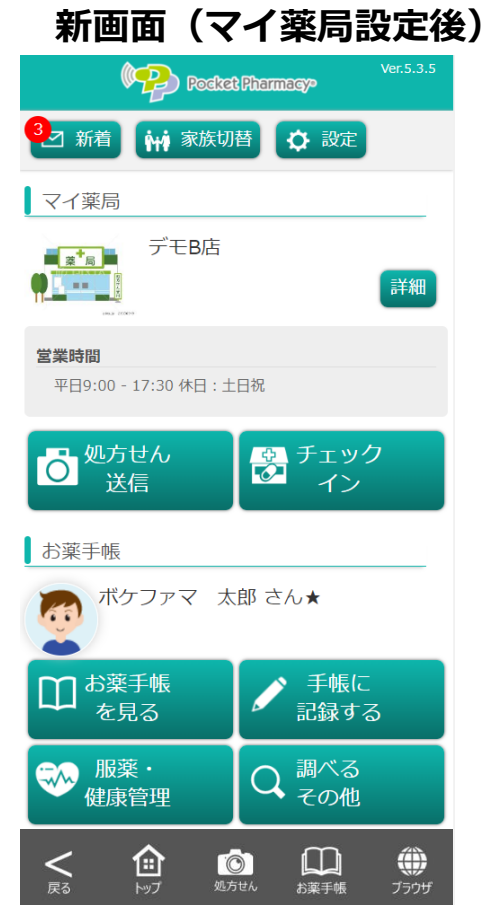 新画面（マイ薬局設定後）
Pocket Pharmacy
Ver.5.3.5
3 新着 家族切替 設定
マイ薬局
デモB店
薬局
詳細
営業時間
平日9:00 - 17:30 休日：土日祝
処方せん
送信
チェック
イン
お薬手帳
ボケファマ　太郎 さん★
お薬手帳
を見る
手帳に
記録する
服薬・
健康管理
調べる
その他
戻る トップ 処方せん お薬手帳 ブラウザ